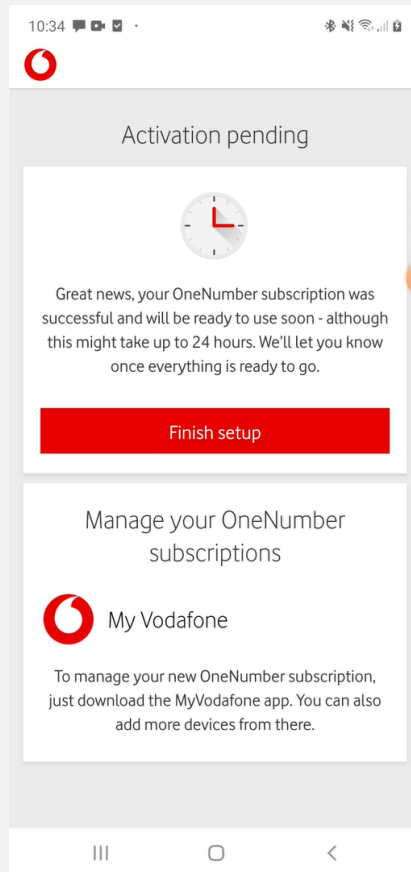 10:34
Activation pending
Great news, your OneNumber subscription was
successful and will be ready to use soon - although
this might take up to 24 hours. We'll let you know
once everything is ready to go.
Finish setup
Manage your OneNumber
subscriptions
My Vodafone
To manage your new OneNumber subscription,
just download the MyVodafone app. You can also
add more devices from there.